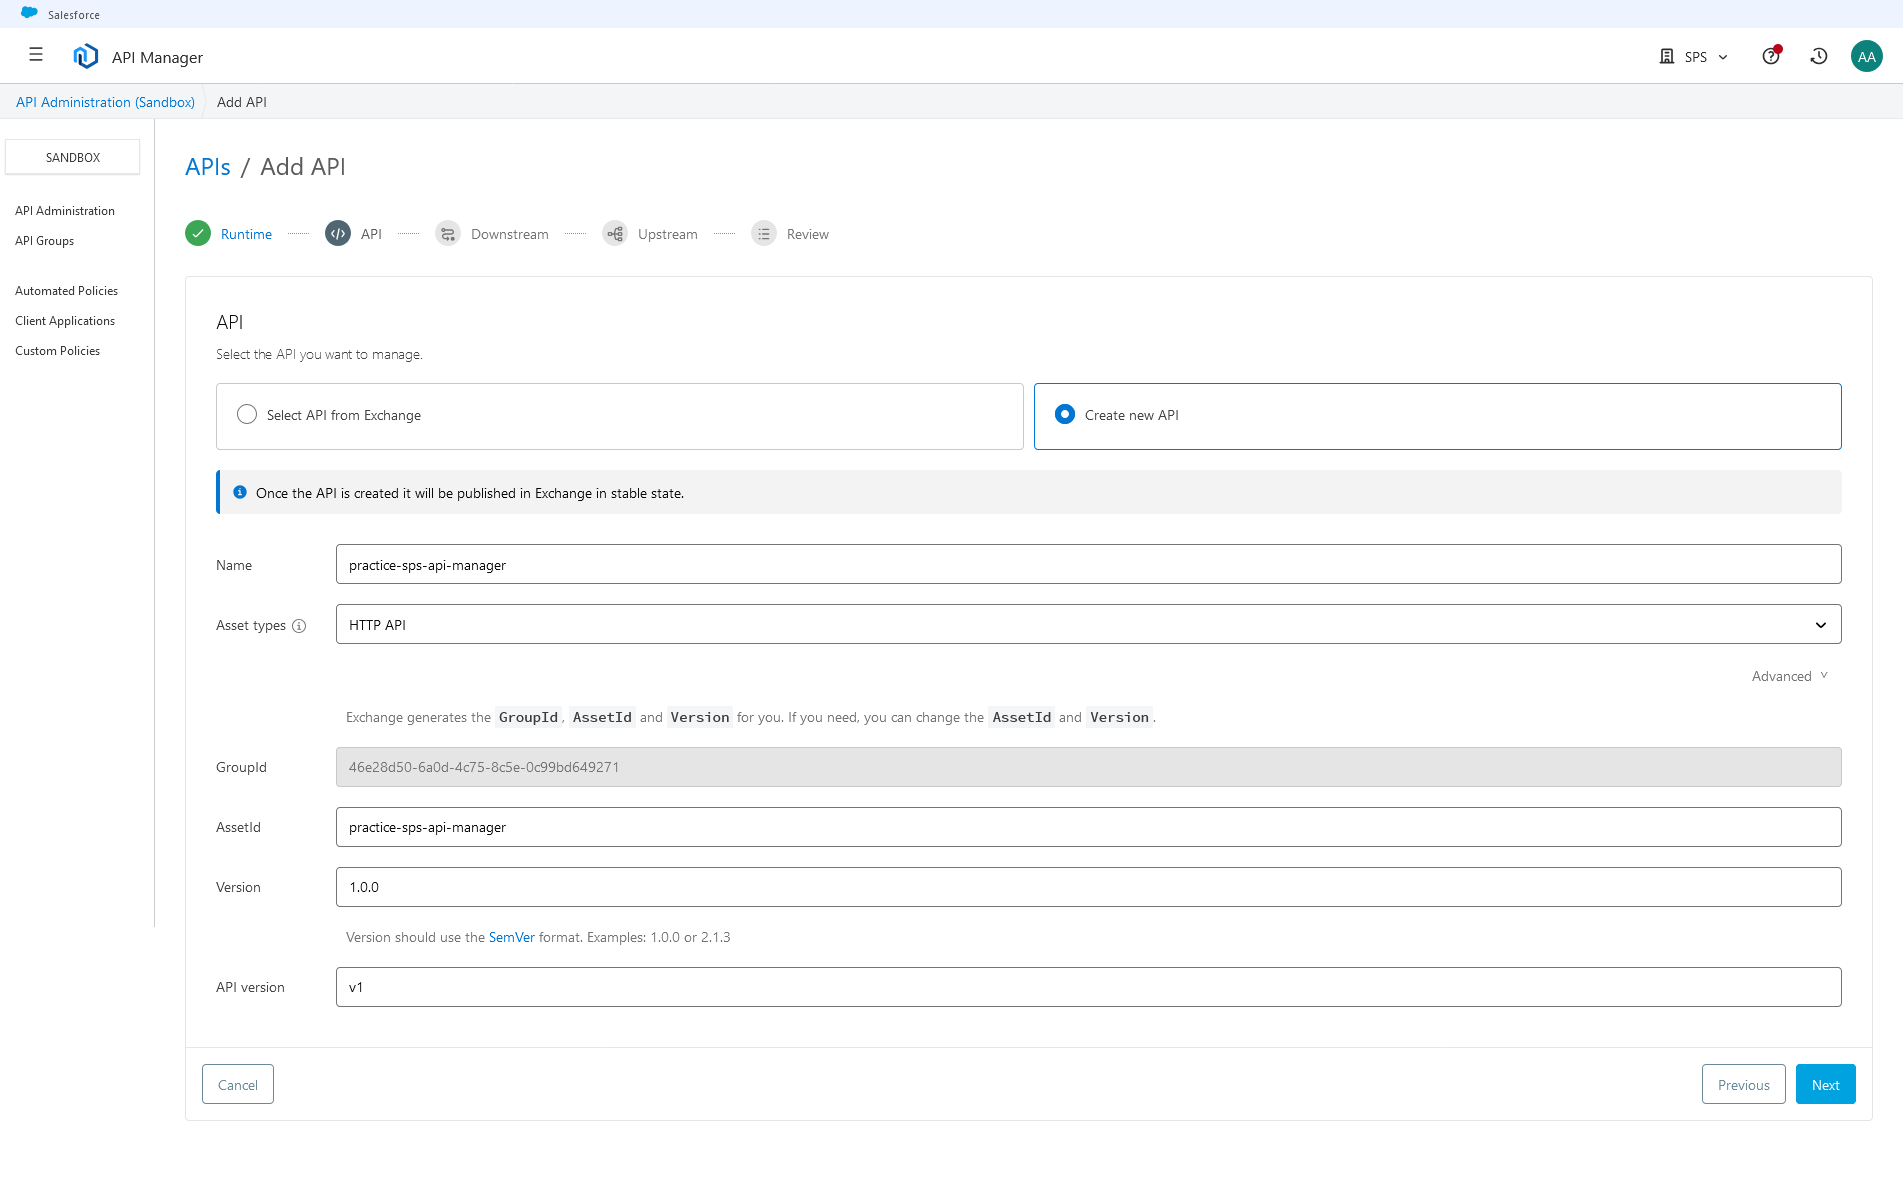 Salesforce
API Manager
SPS
AA
API Administration (Sandbox)
Add API
SANDBOX
API Administration
API Groups
Automated Policies
Client Applications
Custom Policies
APIs / Add API
Runtime
API
Downstream
Upstream
Review
API
Select the API you want to manage.
Select API from Exchange
Create new API
Once the API is created it will be published in Exchange in stable state.
Name
practice-sps-api-manager
Asset types
HTTP API
Advanced
Exchange generates the GroupId, AssetId and Version for you. If you need, you can change the AssetId and Version.
GroupId
46e28d50-6a0d-4c75-8c5e-0c99bd649271
AssetId
practice-sps-api-manager
Version
1.0.0
Version should use the SemVer format. Examples: 1.0.0 or 2.1.3
API version
v1
Cancel
Previous
Next